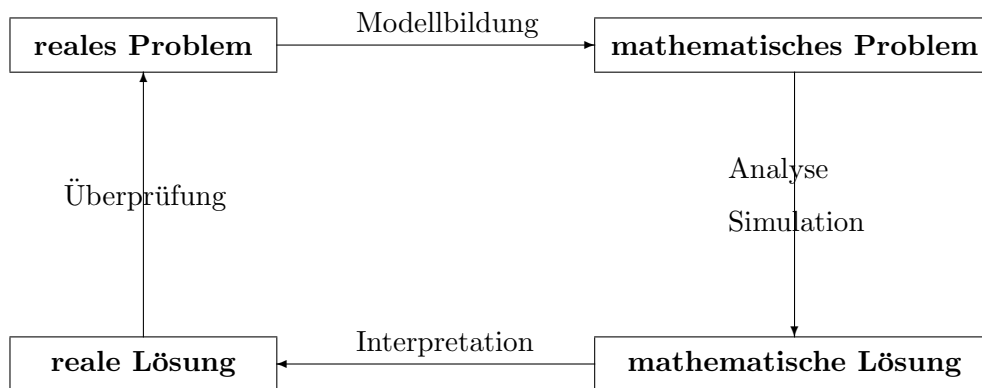 Modellbildung
reales Problem
mathematisches Problem
Analyse
Überprüfung
Simulation
Interpretation
reale Lösung
mathematische Lösung